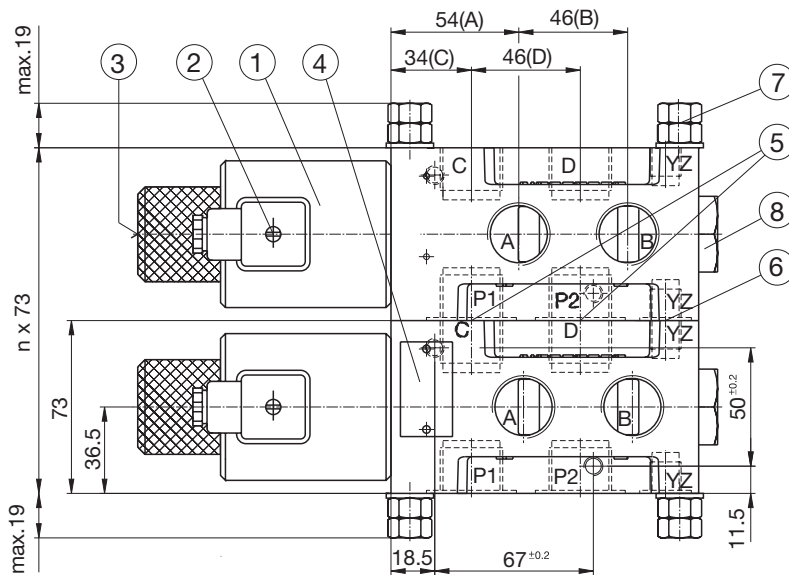 54(A) 46(B)
34(C) 46(D)
max.19
3 2 1 4 7
C D YZ
5
A B 8
6
P1 P2 YZ
C D YZ
n x 73
73
36.5
50±0.2
A B
P1 P2 YZ
max.19
18.5 67±0.2 11.5